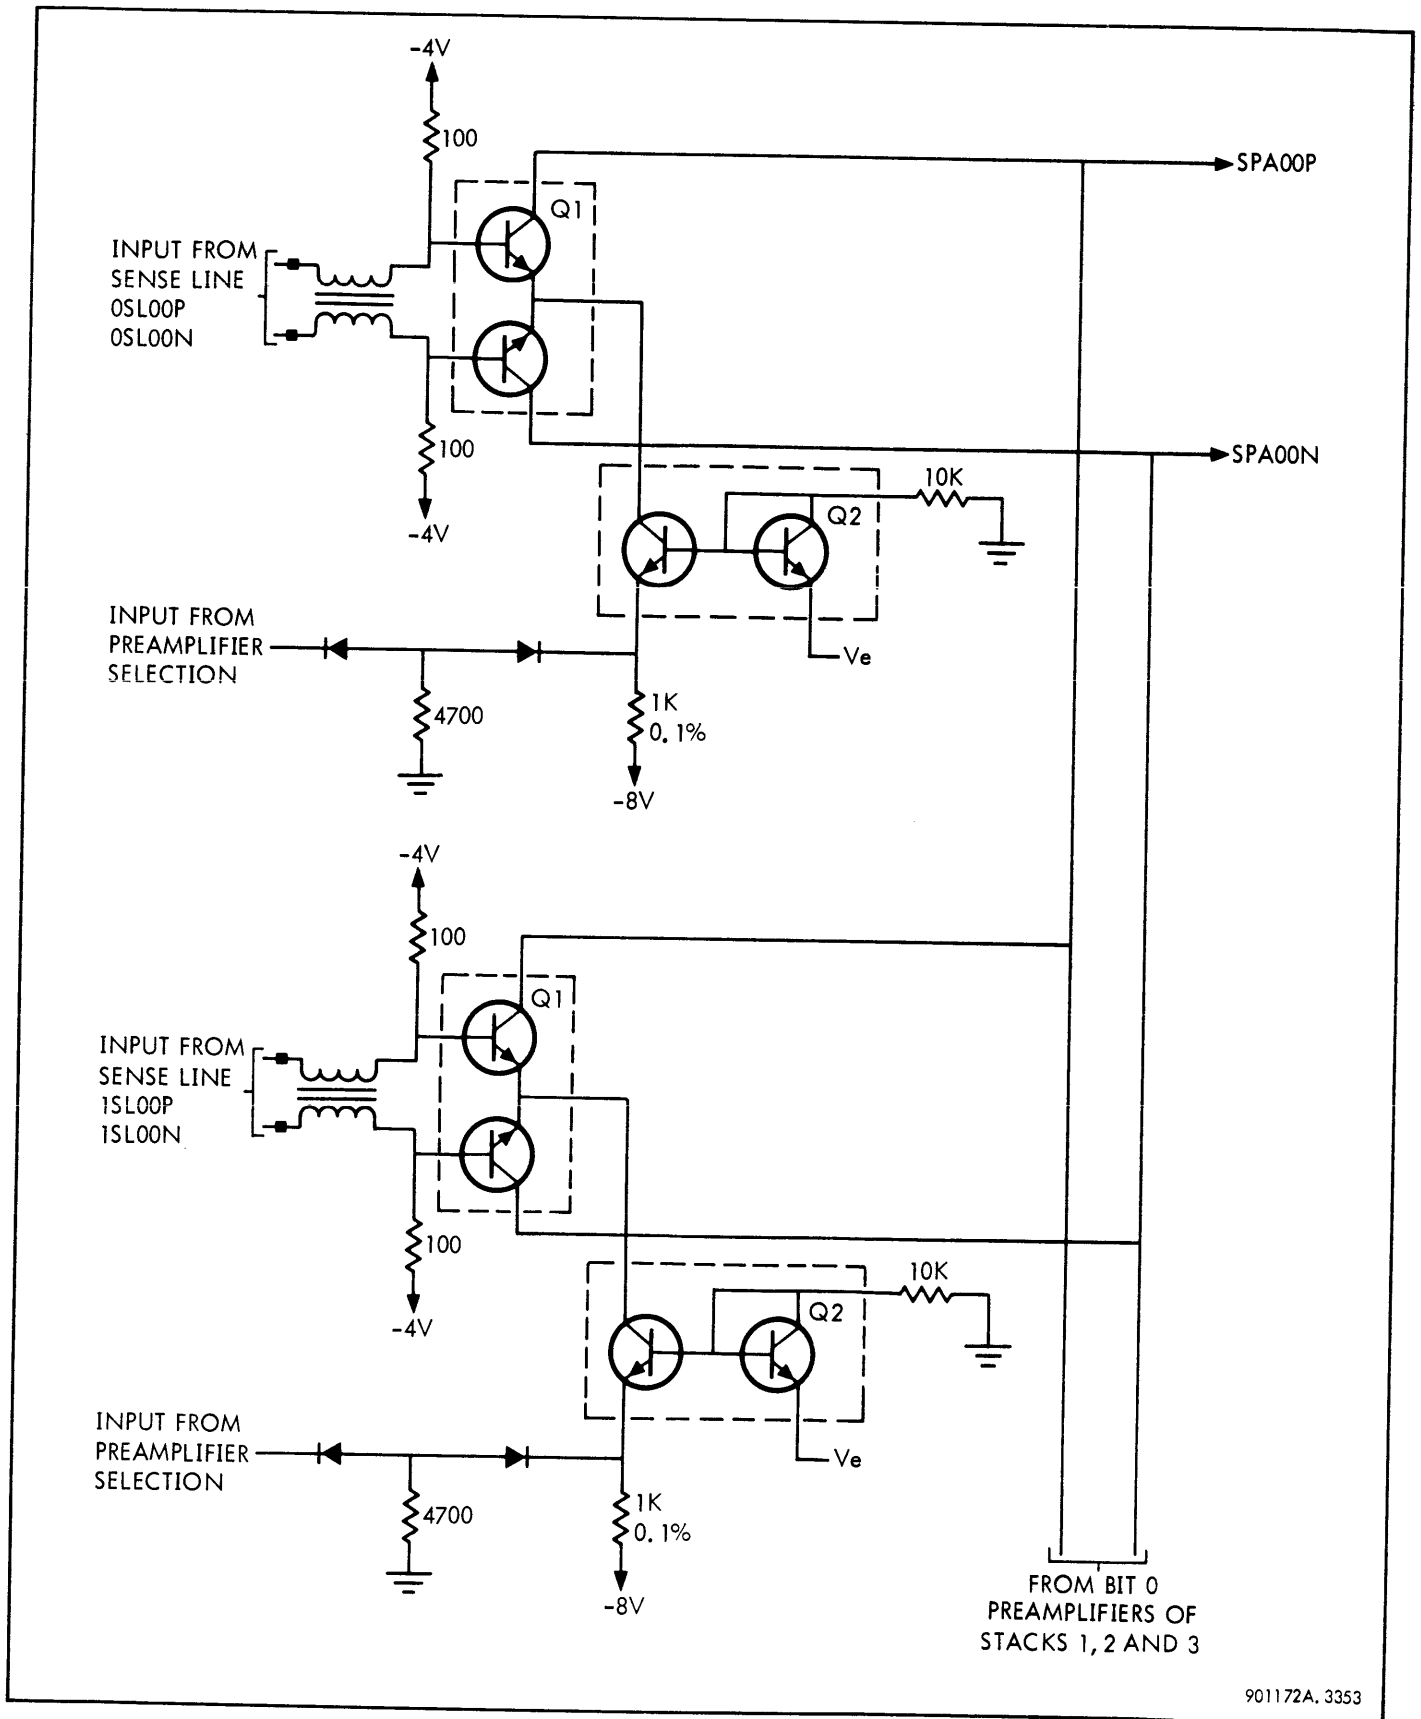 -4V
100
Q1
SPA00P
INPUT FROM
SENSE LINE
0SL00P
0SL00N
100
-4V
SPA00N
10K
Q2
INPUT FROM
PREAMPLIFIER
SELECTION
Ve
4700
1K
0.1%
-8V
-4V
100
Q1
INPUT FROM
SENSE LINE
1SL00P
1SL00N
100
-4V
10K
Q2
INPUT FROM
PREAMPLIFIER
SELECTION
Ve
4700
1K
0.1%
-8V
FROM BIT 0
PREAMPLIFIERS OF
STACKS 1, 2 AND 3
901172A. 3353